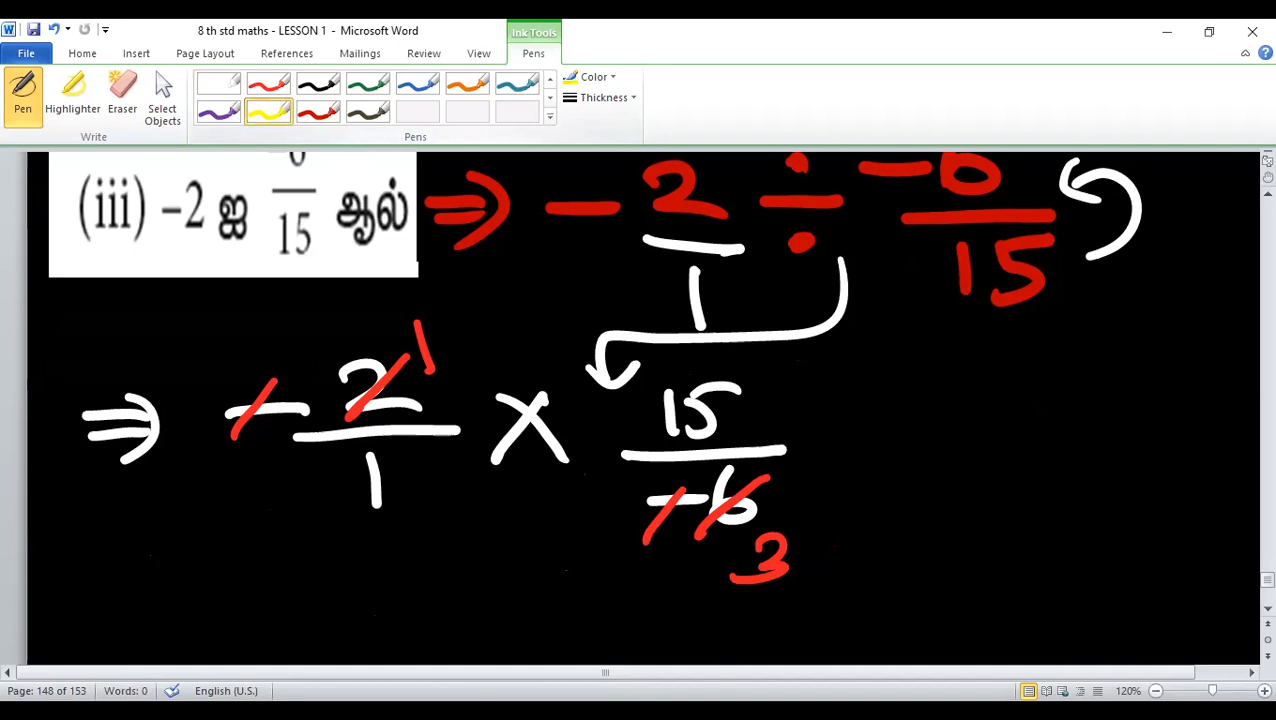 8 th std maths - LESSON 1 - Microsoft Word
Ink Tools
File Home Insert Page Layout References Mailings Review View Pens
Pen Highlighter Eraser Select Objects
Color
Thickness
Write
Pens
(iii) -2 ஐ -6/15 ஆல் ⇒ -2/1 ÷ -6/15
⇒ -2/1 × 15/-6
1
3
Page: 148 of 153 Words: 0 English (U.S.) 120%